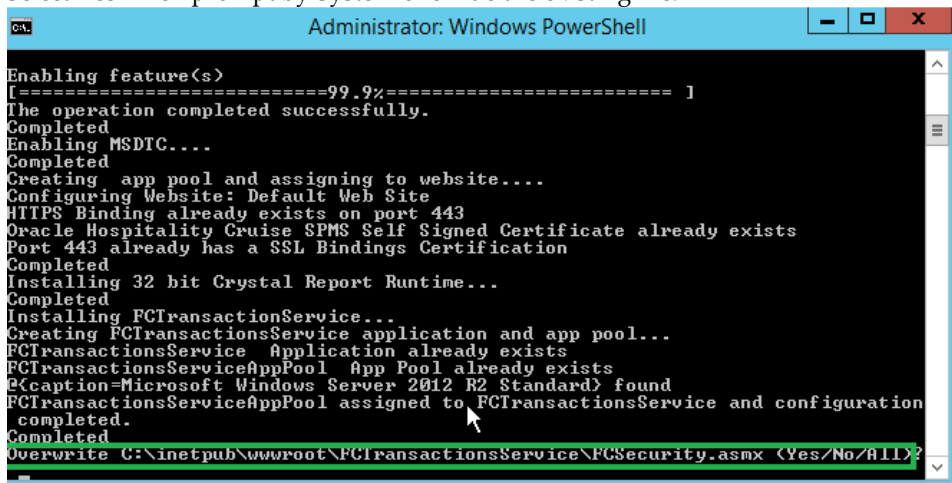 Administrator: Windows PowerShell
Enabling feature(s)
[===========================99.9%========================= ]
The operation completed successfully.
Completed
Enabling MSDTC....
Completed
Creating  app pool and assigning to website....
Configuring Website: Default Web Site
HTTPS Binding already exists on port 443
Oracle Hospitality Cruise SPMS Self Signed Certificate already exists
Port 443 already has a SSL Bindings Certification
Completed
Installing 32 bit Crystal Report Runtime...
Completed
Installing FCTransactionService...
Creating FCTransactionsService application and app pool...
FCTransactionsService  Application already exists
FCTransactionsServiceAppPool  App Pool already exists
@{caption=Microsoft Windows Server 2012 R2 Standard} found
FCTransactionsServiceAppPool assigned to FCTransactionsService and configuration
 completed.
Completed
Overwrite C:\inetpub\wwwroot\FCTransactionsService\FCSecurity.asmx (Yes/No/All)?